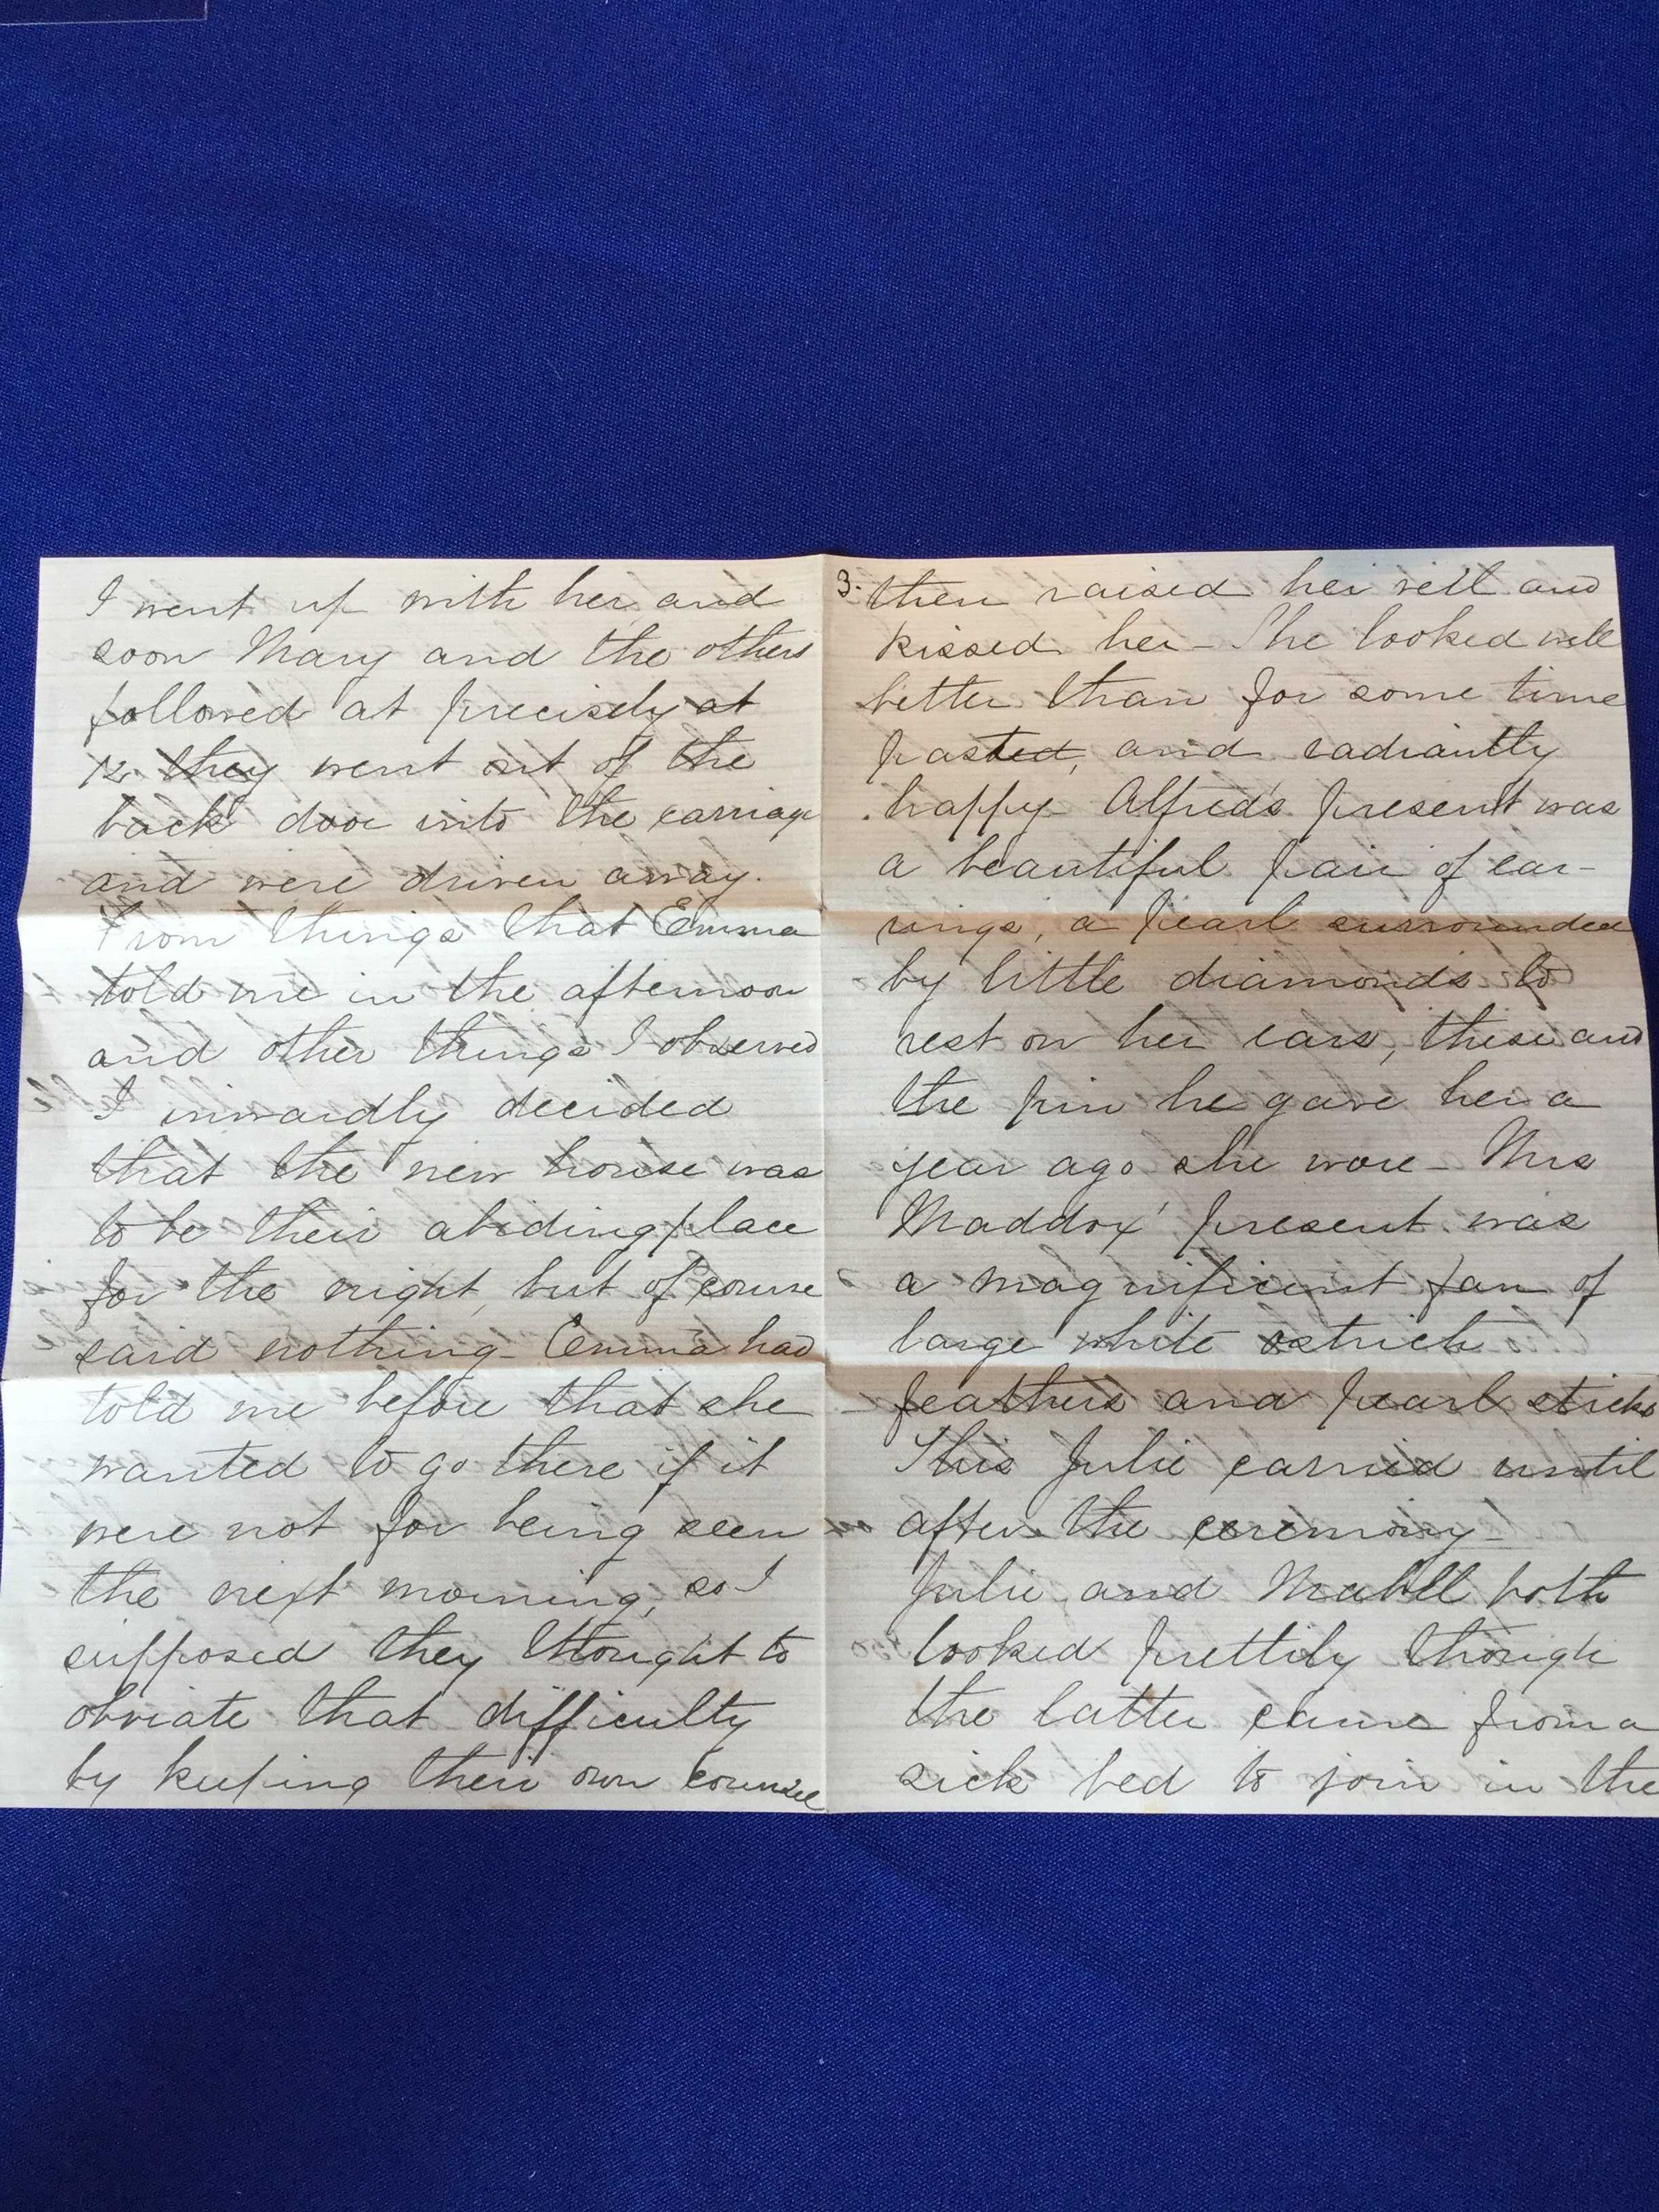 I went up with her and
soon Mary and the others
followed at precisely at
12. they went out of the
back door into the carriage
and were driven away.
From things that Emma
told me in the afternoon
and other things I observed
I inwardly decided
that the new house was
to be their abiding place
for the night, but of course
said nothing - Emma had
told me before that she
wanted to go there if it
were not for being seen
the next morning, so I
supposed they thought to
obviate that difficulty
by keeping their own counsel
3. then raised her veil and
kissed her - She looked well
better than for some time
pasted, and radiantly
happy - Alfred's present was
a beautiful pair of ear-
rings, a pearl surrounded
by little diamonds to
rest on her ears, these and
the pin he gave her a
year ago she wore - Mrs
Maddox' present was
a magnificent fan of
large white ostrich
feathers and pearl sticks
This Julie carried until
after the ceremony -
Julie and Mabell both
looked prettily though
the latter came from a
sick bed to join in the